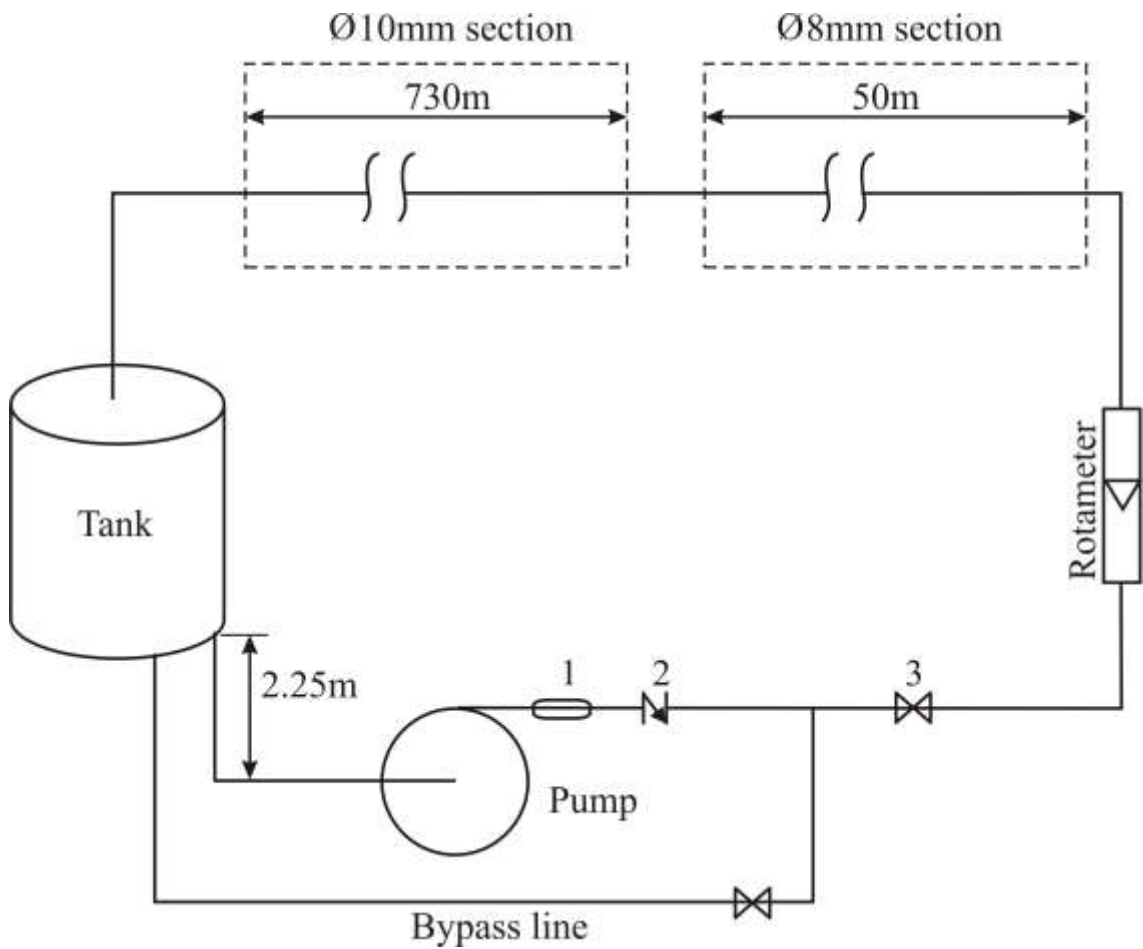 Ø10mm section
Ø8mm section
730m
50m
Rotameter
Tank
2.25m
1
2
3
Pump
Bypass line